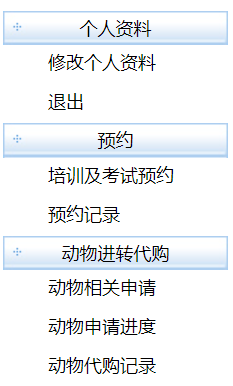 个人资料
修改个人资料
退出
预约
培训及考试预约
预约记录
动物进转代购
动物相关申请
动物申请进度
动物代购记录